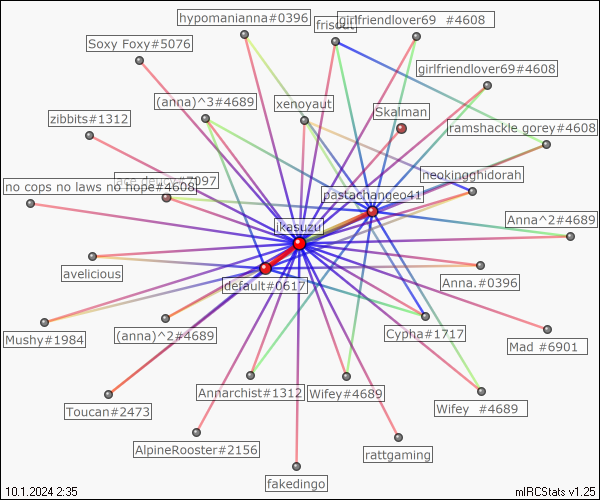 hypomanianna#0396
frisout
girlfriendlover69 #4608
Soxy Foxy#5076
girlfriendlover69#4608
(anna)^3#4689
xenoyaut
Skalman
zibbits#1312
ramshackle gorey#4608
neokingghidorah
#7097
no cops no laws no hope#4608
pastachangeo41
Anna^2#4689
ikasuzu
avelicious
default#0617
Anna.#0396
Mushy#1984
(anna)^2#4689
Cypha#1717
Mad #6901
Annarchist#1312
Wifey#4689
Toucan#2473
Wifey #4689
AlpineRooster#2156
rattgaming
fakedingo
10.1.2024 2:35
mIRCStats v1.25